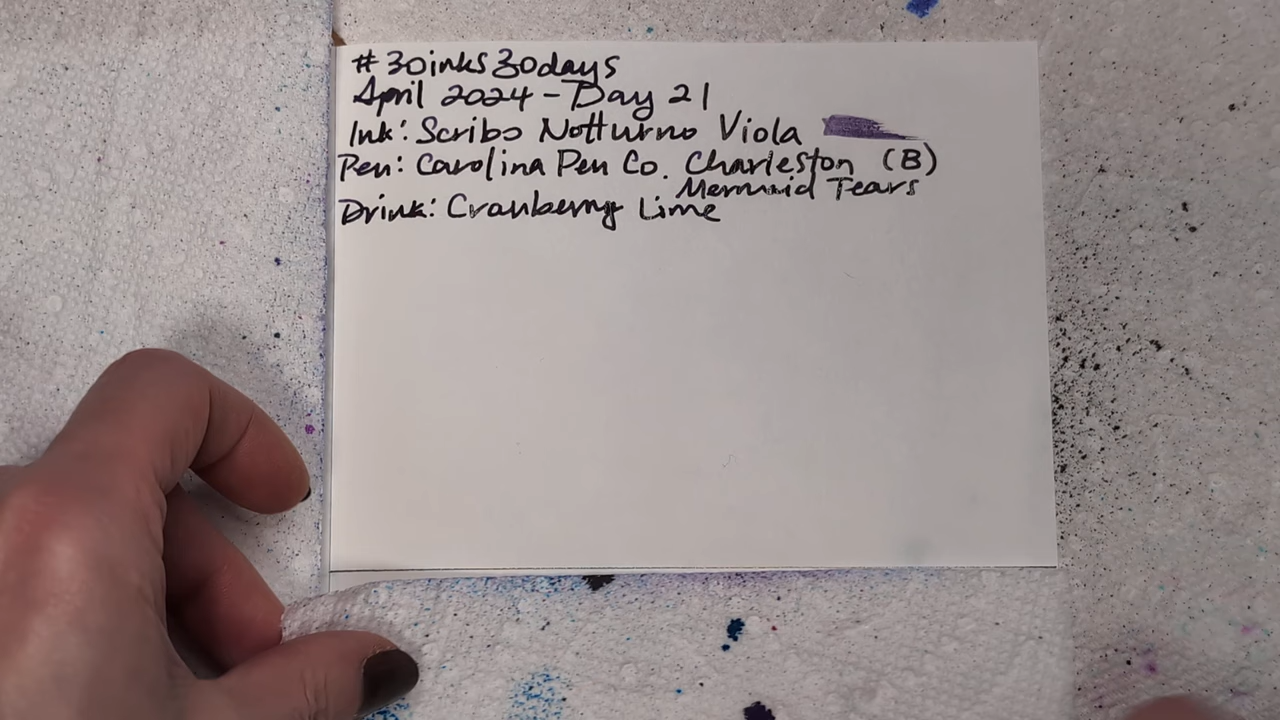 #30inks30days
April 2024 - Day 21
Ink: Scribo Notturno Viola
Pen: Carolina Pen Co. Charleston (B)
Mermaid Tears
Drink: Cranberry Lime